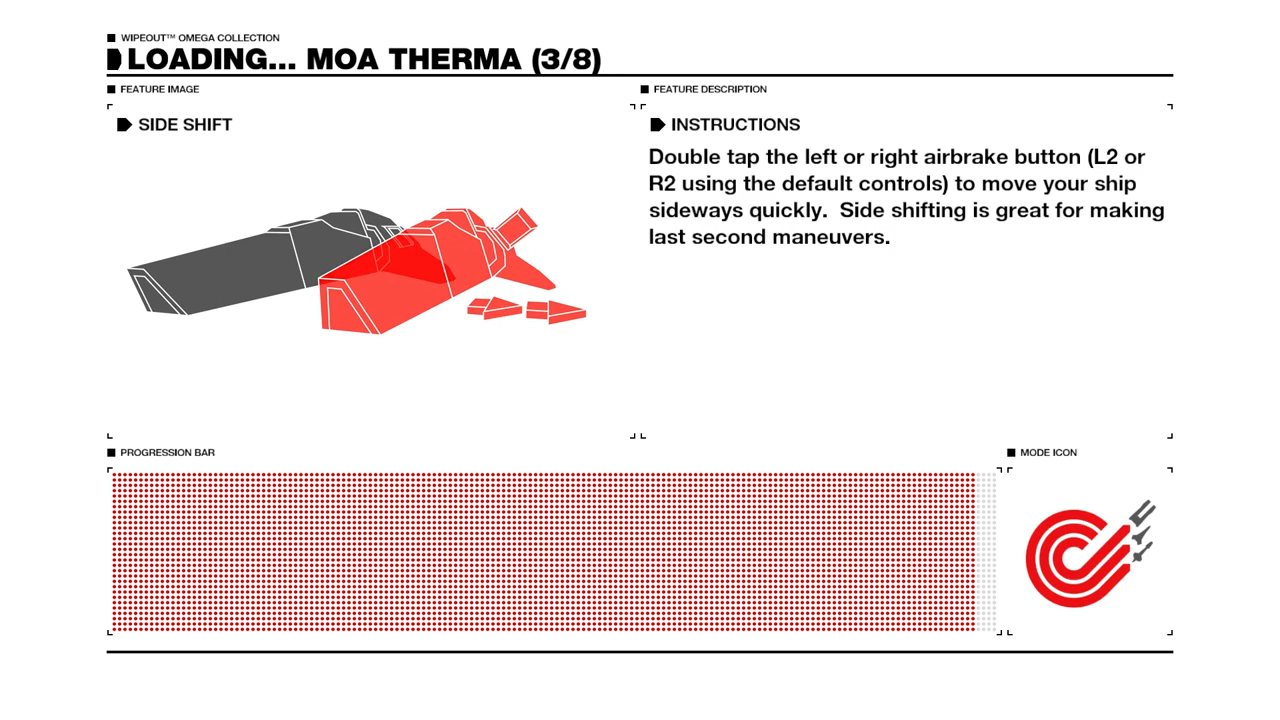 WIPEOUT™ OMEGA COLLECTION
LOADING... MOA THERMA (3/8)
FEATURE IMAGE
SIDE SHIFT
FEATURE DESCRIPTION
INSTRUCTIONS
Double tap the left or right airbrake button (L2 or
R2 using the default controls) to move your ship
sideways quickly.  Side shifting is great for making
last second maneuvers.
PROGRESSION BAR
MODE ICON